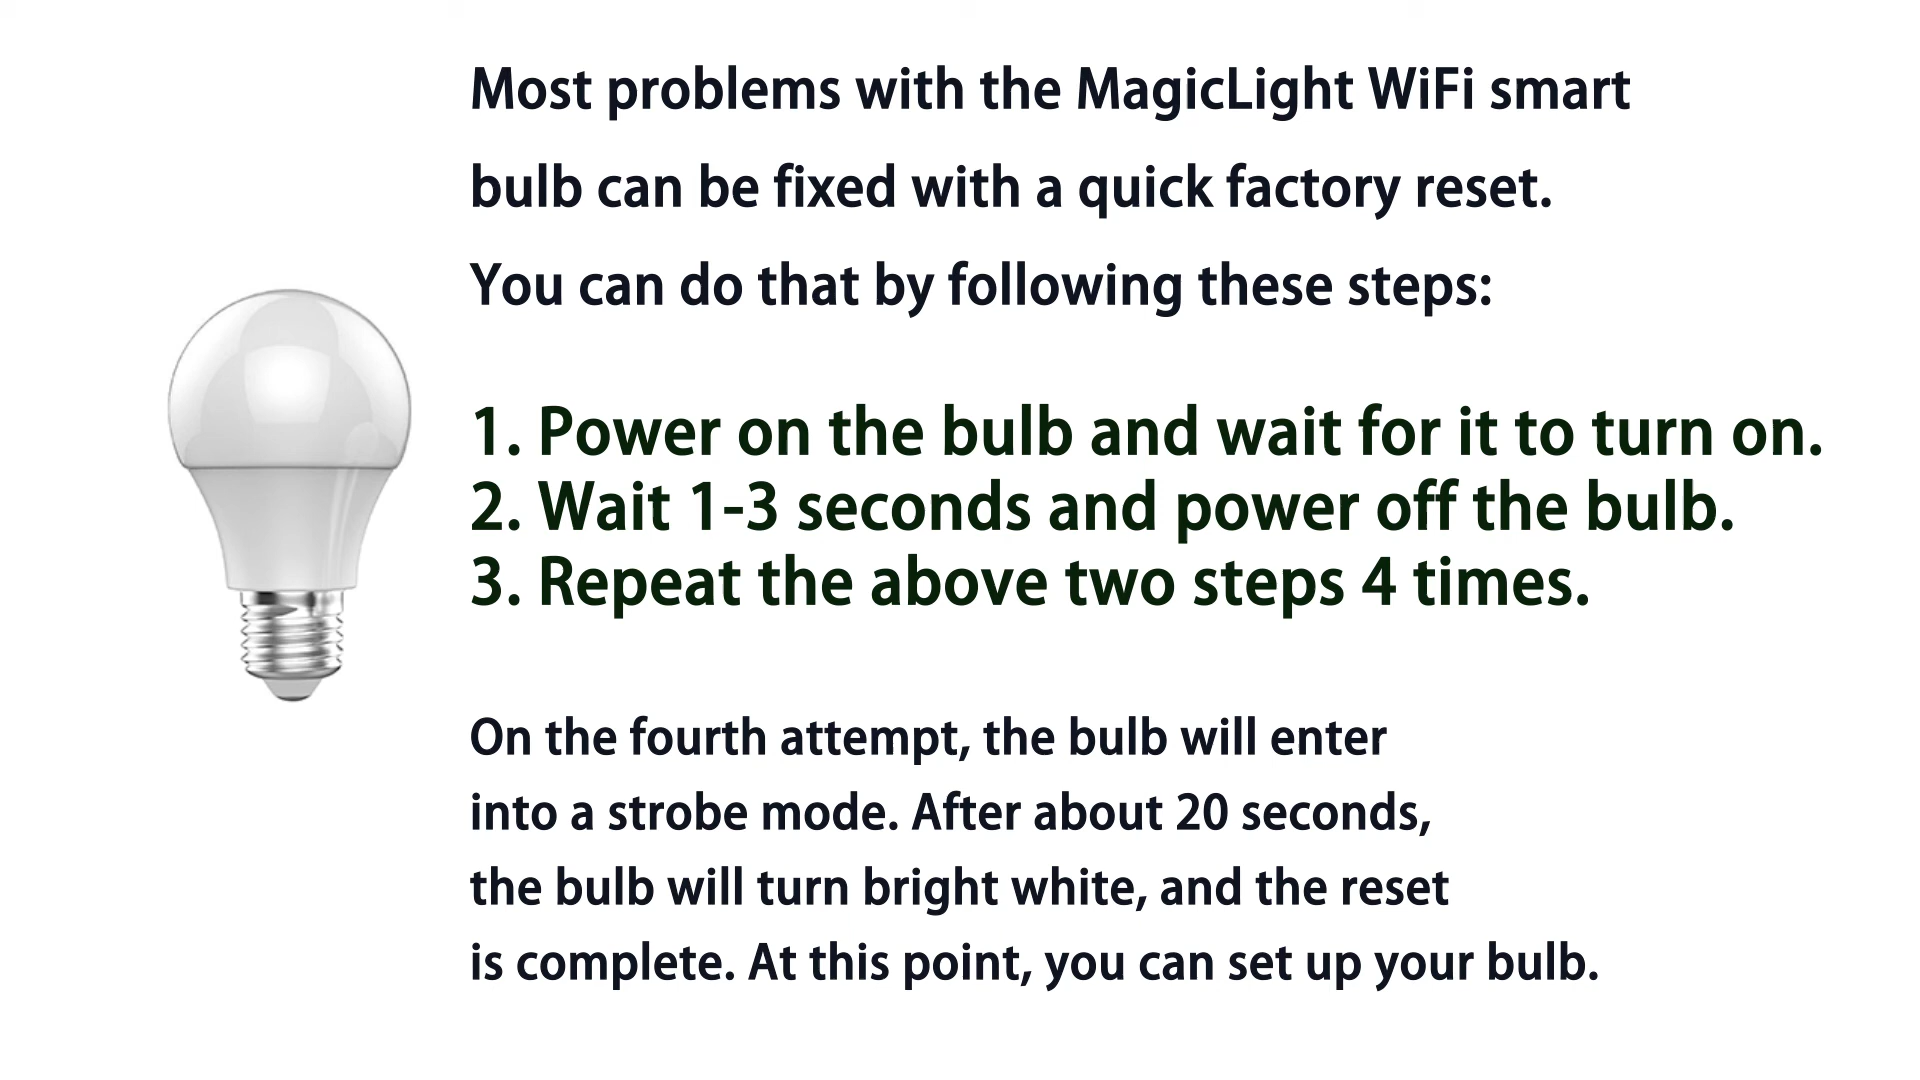 Most problems with the MagicLight WiFi smart
bulb can be fixed with a quick factory reset.
You can do that by following these steps:
1. Power on the bulb and wait for it to turn on.
2. Wait 1-3 seconds and power off the bulb.
3. Repeat the above two steps 4 times.
On the fourth attempt, the bulb will enter
into a strobe mode. After about 20 seconds,
the bulb will turn bright white, and the reset
is complete. At this point, you can set up your bulb.